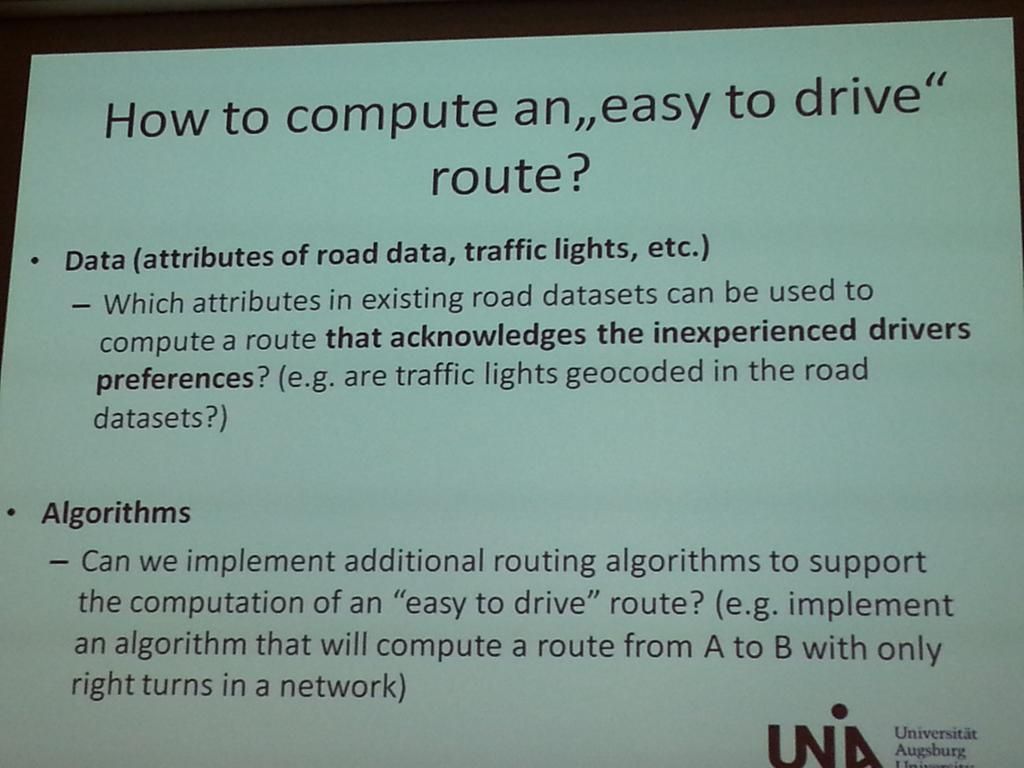 How to compute an„easy to drive“
route?
• Data (attributes of road data, traffic lights, etc.)
– Which attributes in existing road datasets can be used to
compute a route that acknowledges the inexperienced drivers
preferences? (e.g. are traffic lights geocoded in the road
datasets?)
• Algorithms
– Can we implement additional routing algorithms to support
the computation of an “easy to drive” route? (e.g. implement
an algorithm that will compute a route from A to B with only
right turns in a network)
UNIA
Universität
Augsburg
University